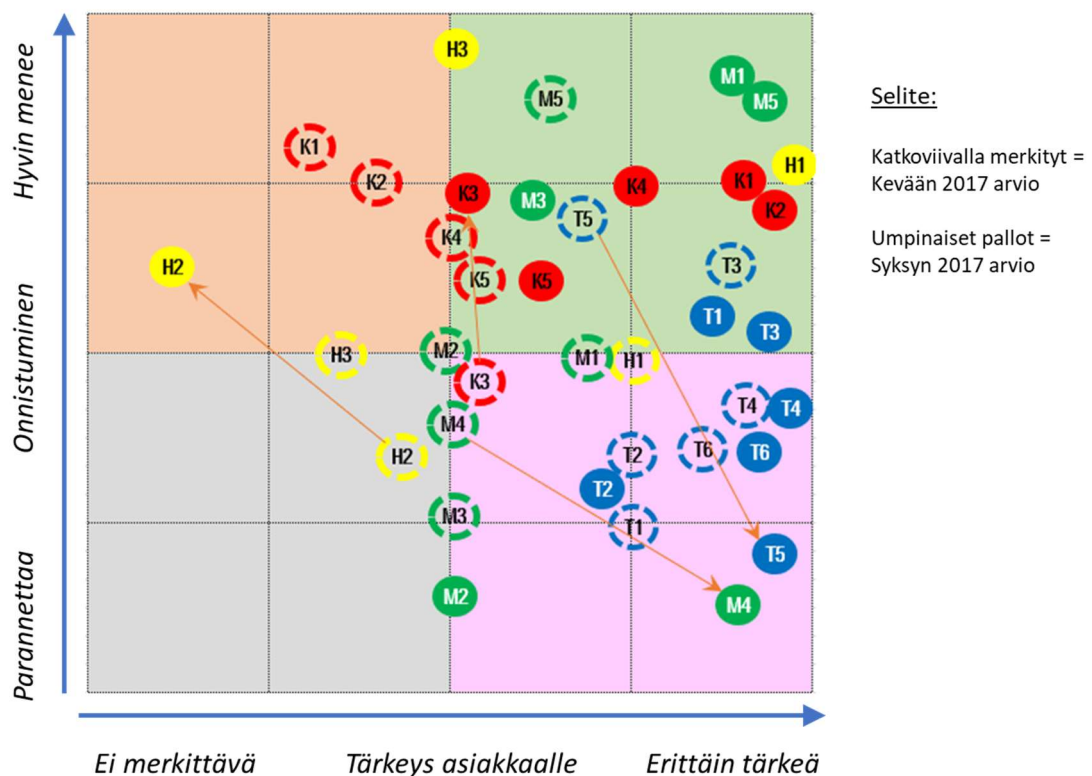 Hyvin menee
Onnistuminen
Parannettaa
H3
M1
M5
M5
K1
H1
K2
K3
K4
K1
M3
K2
T5
K4
H2
T3
K5
K5
T1
T3
H3
M2
M1
H1
K3
T4
T4
M4
H2
T2
T6
T6
T2
M3
T1
T5
M2
M4
Ei merkittävä
Tärkeys asiakkaalle
Erittäin tärkeä
Selite:
Katkoviivalla merkityt =
Kevään 2017 arvio
Umpinaiset pallot =
Syksyn 2017 arvio